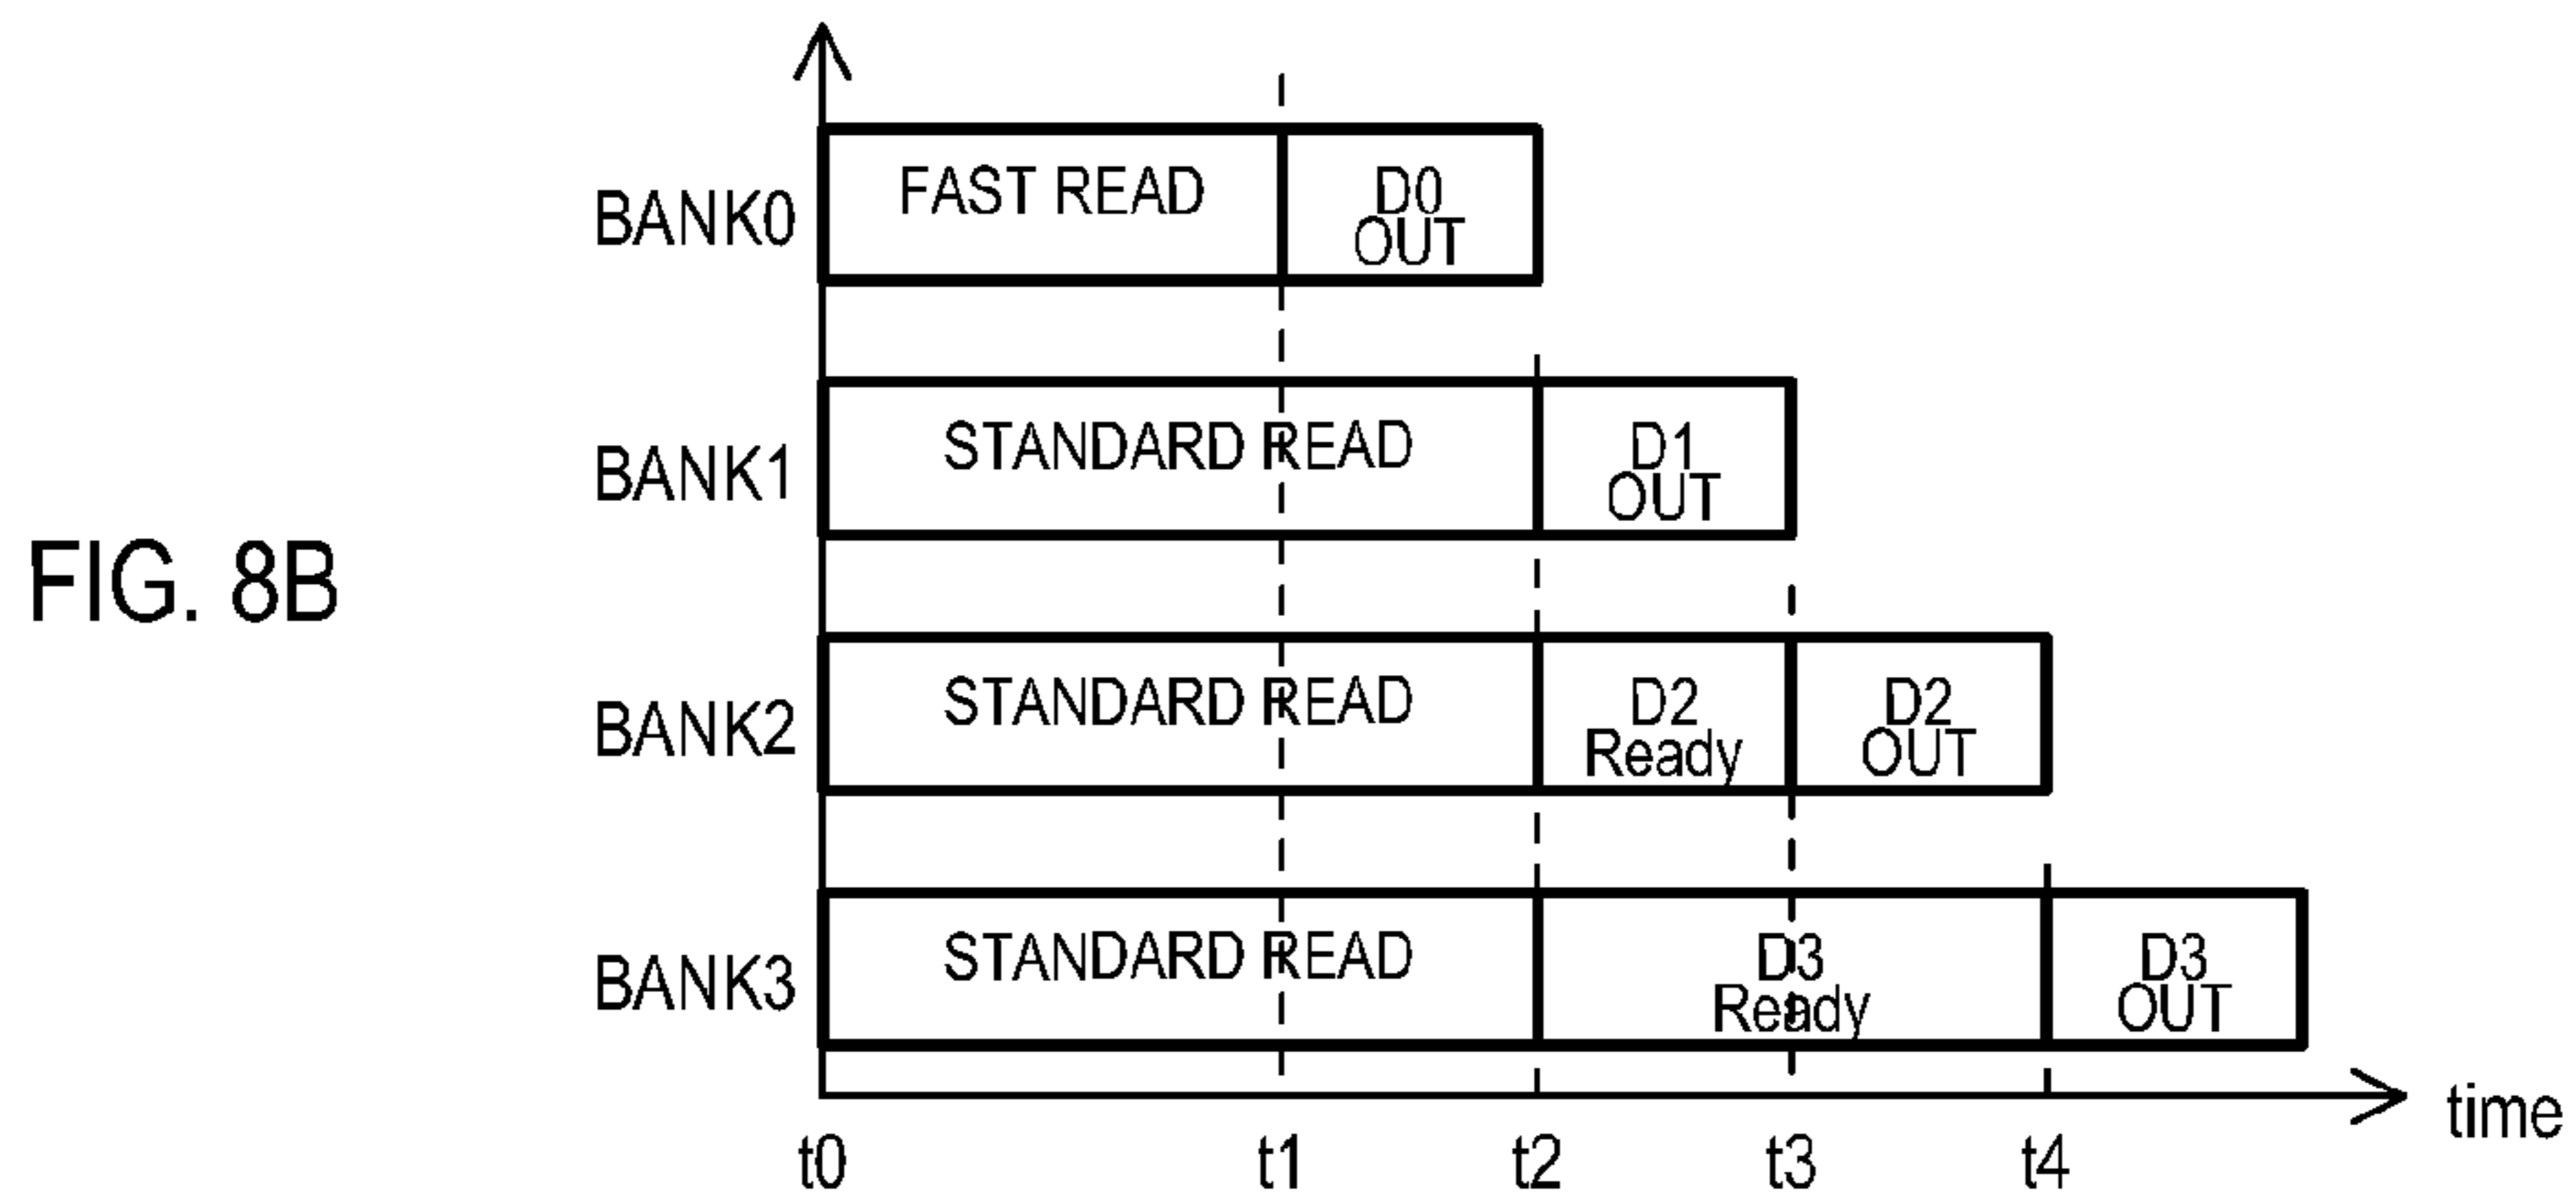 FIG. 8B
BANK0
FAST READ
D0
OUT
BANK1
STANDARD READ
D1
OUT
BANK2
STANDARD READ
D2
Ready
D2
OUT
BANK3
STANDARD READ
D3
Ready
D3
OUT
t0 t1 t2 t3 t4 time